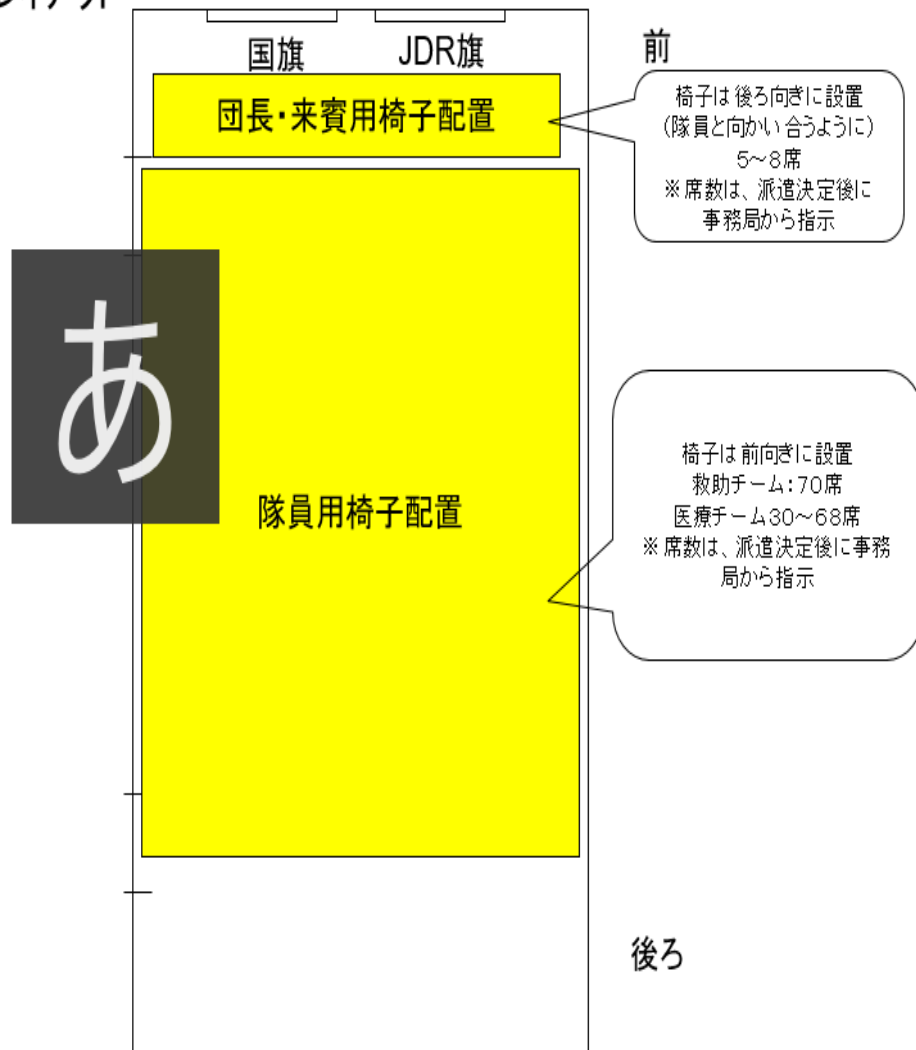 国旗
JDR旗
前
団長・来賓用椅子配置
椅子は後ろ向きに設置
(隊員と向かい合うように)
5~8席
※席数は、派遣決定後に
事務局から指示
あ
隊員用椅子配置
椅子は前向きに設置
救助チーム:70席
医療チーム30~68席
※席数は、派遣決定後に事務
局から指示
後ろ